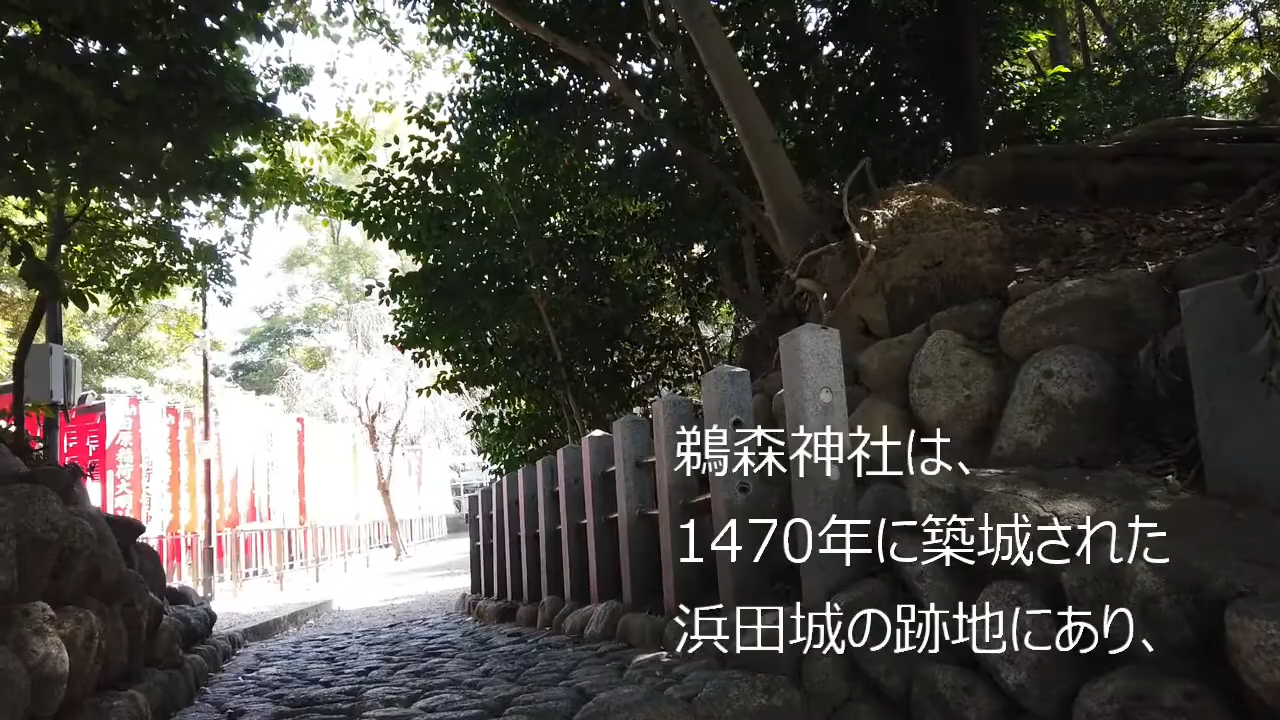 鵜森神社は、
1470年に築城された
浜田城の跡地にあり、